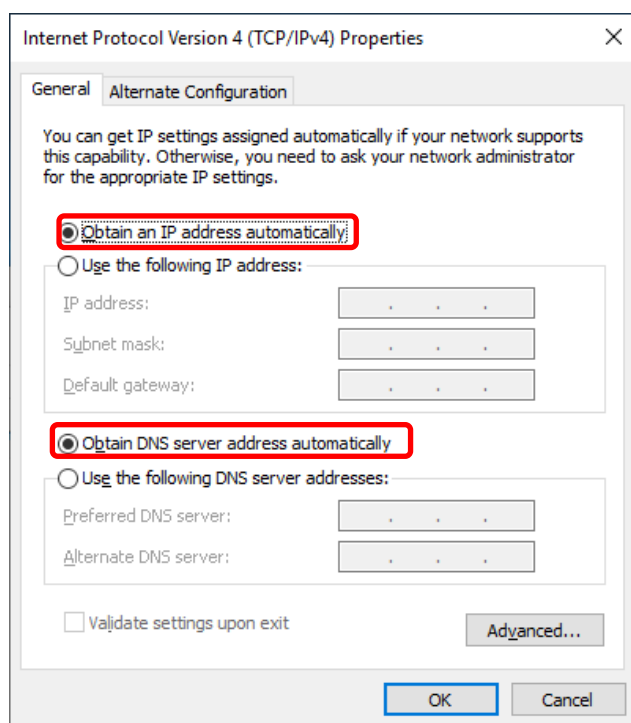 Internet Protocol Version 4 (TCP/IPv4) Properties
General
Alternate Configuration
You can get IP settings assigned automatically if your network supports
this capability. Otherwise, you need to ask your network administrator
for the appropriate IP settings.
Obtain an IP address automatically
Use the following IP address:
IP address:
Subnet mask:
Default gateway:
Obtain DNS server address automatically
Use the following DNS server addresses:
Preferred DNS server:
Alternate DNS server:
Validate settings upon exit
Advanced...
OK
Cancel